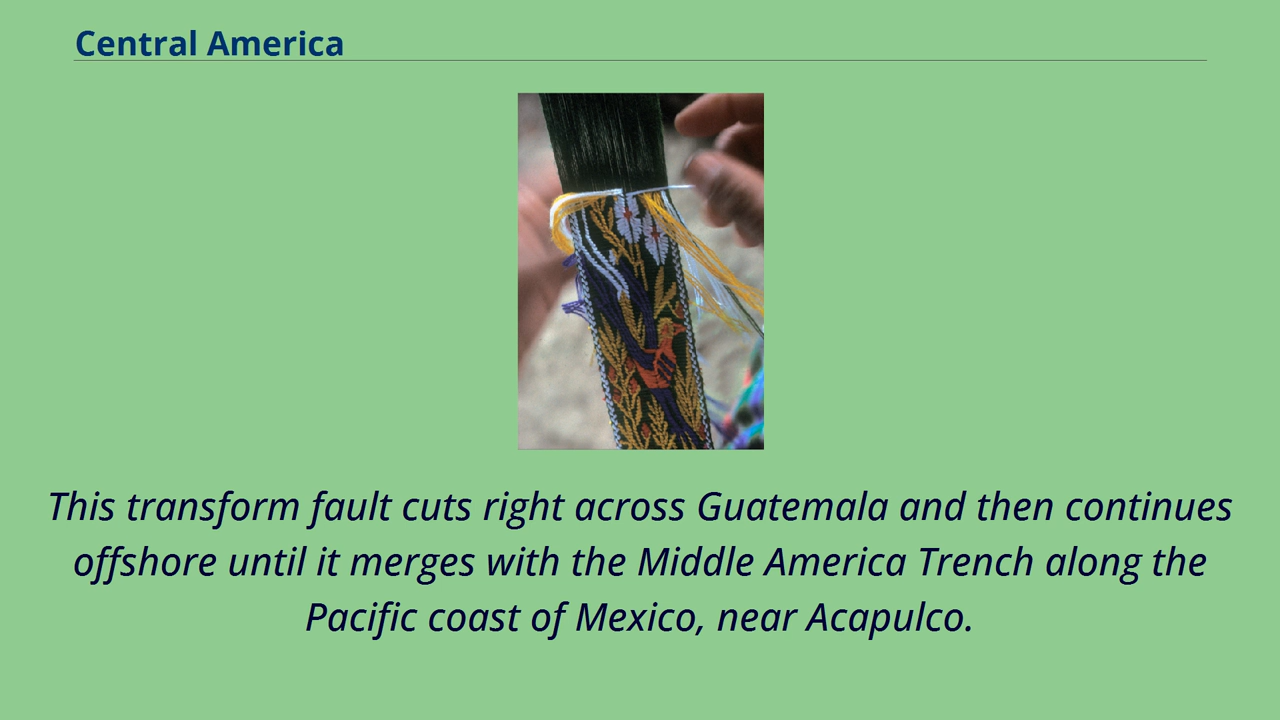 Central America
This transform fault cuts right across Guatemala and then continues
offshore until it merges with the Middle America Trench along the
Pacific coast of Mexico, near Acapulco.